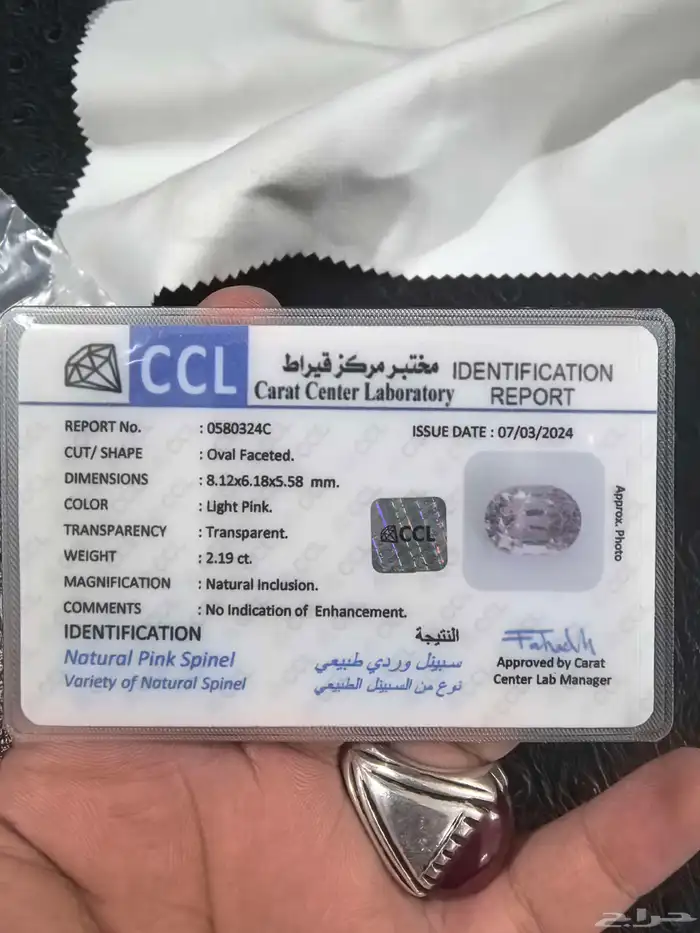 CCL
مختبر مركز قيراط
Carat Center Laboratory
IDENTIFICATION
REPORT
REPORT No. : 0580324C
ISSUE DATE : 07/03/2024
CUT/ SHAPE : Oval Faceted.
DIMENSIONS : 8.12x6.18x5.58 mm.
COLOR : Light Pink.
TRANSPARENCY : Transparent.
WEIGHT : 2.19 ct.
MAGNIFICATION : Natural Inclusion.
COMMENTS : No Indication of Enhancement.
CCL
Approx. Photo
IDENTIFICATION
النتيجة
Natural Pink Spinel
سبينل وردي طبيعي
Variety of Natural Spinel
نوع من السبينل الطبيعي
Approved by Carat
Center Lab Manager
حراج